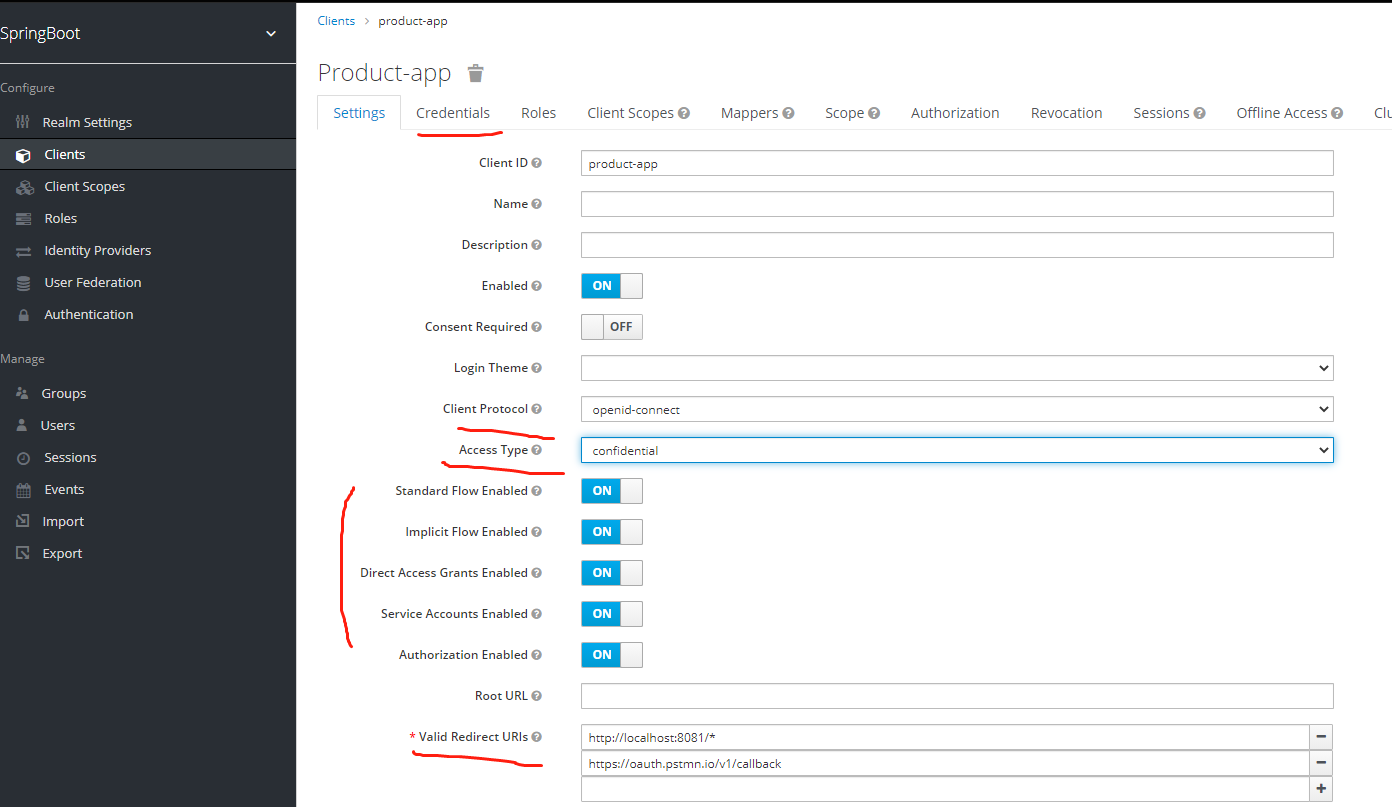 SpringBoot
Configure
Realm Settings
Clients
Client Scopes
Roles
Identity Providers
User Federation
Authentication
Manage
Groups
Users
Sessions
Events
Import
Export
Clients > product-app
Product-app
Settings Credentials Roles Client Scopes Mappers Scope Authorization Revocation Sessions Offline Access Clu
Client ID product-app
Name
Description
Enabled ON
Consent Required OFF
Login Theme
Client Protocol openid-connect
Access Type confidential
Standard Flow Enabled ON
Implicit Flow Enabled ON
Direct Access Grants Enabled ON
Service Accounts Enabled ON
Authorization Enabled ON
Root URL
* Valid Redirect URIs http://localhost:8081/*
https://oauth.pstmn.io/v1/callback